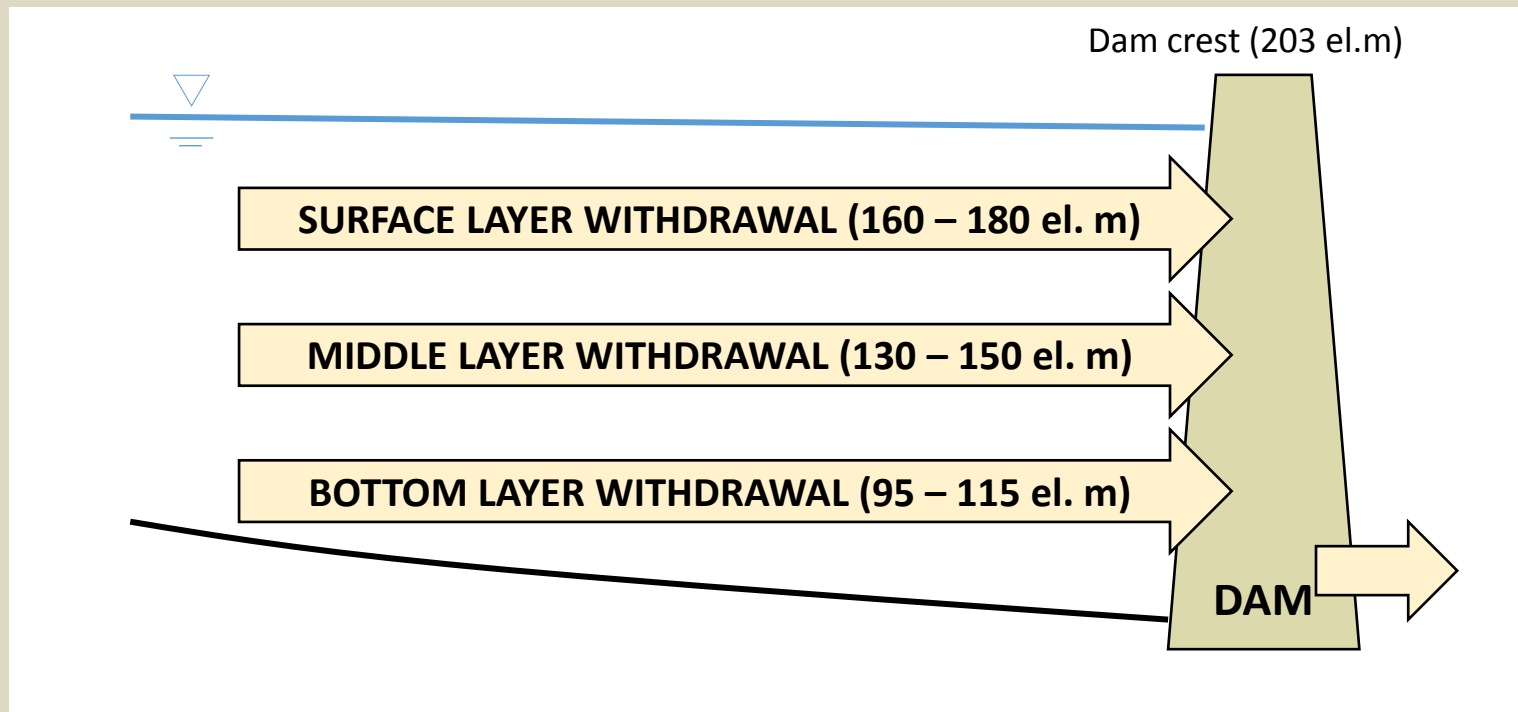 Dam crest (203 el.m)
SURFACE LAYER WITHDRAWAL (160 – 180 el. m)
MIDDLE LAYER WITHDRAWAL (130 – 150 el. m)
BOTTOM LAYER WITHDRAWAL (95 – 115 el. m)
DAM